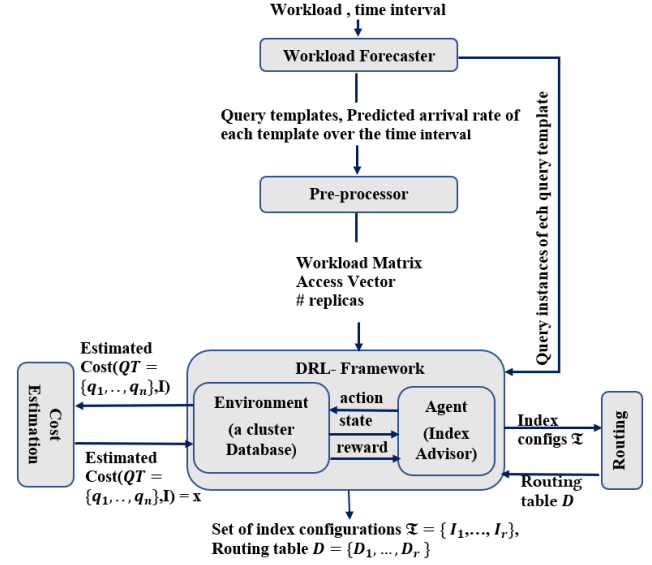 Workload , time interval
Workload Forecaster
Query templates, Predicted arrival rate of
each template over the time interval
Query instances of ech query template
Pre-processor
Workload Matrix
Access Vector
# replicas
Estimated
Cost(QT =
{q₁,..,qₙ},I)
DRL- Framework
Cost
Estimation
Environment
(a cluster
Database)
action
state
reward
Agent
(Index
Advisor)
Index
configs 𝕴
Routing
Estimated
Cost(QT =
{q₁,..,qₙ},I) = x
Routing
table D
Set of index configurations 𝕴 = { I₁,…, Iᵣ},
Routing table D = {D₁, … , Dᵣ }